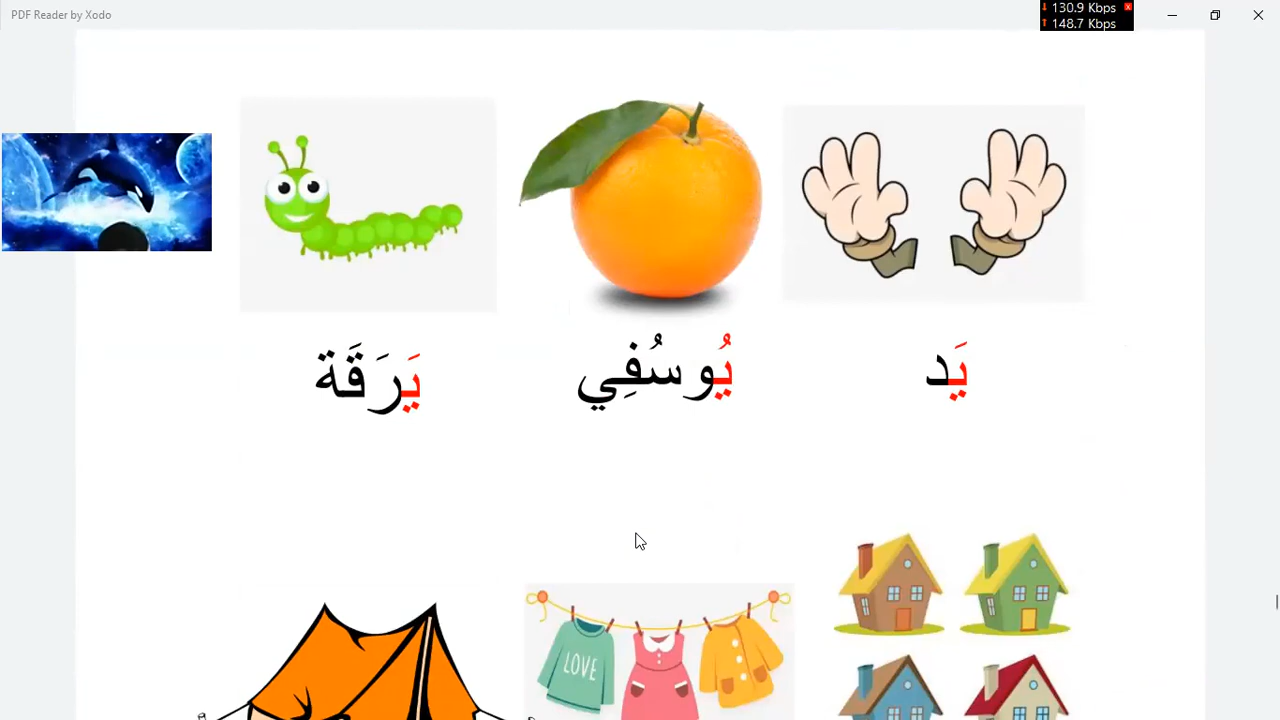 PDF Reader by Xodo
130.9 Kbps
148.7 Kbps
يَد
يُوسُفِي
يَرَقَة
LOVE